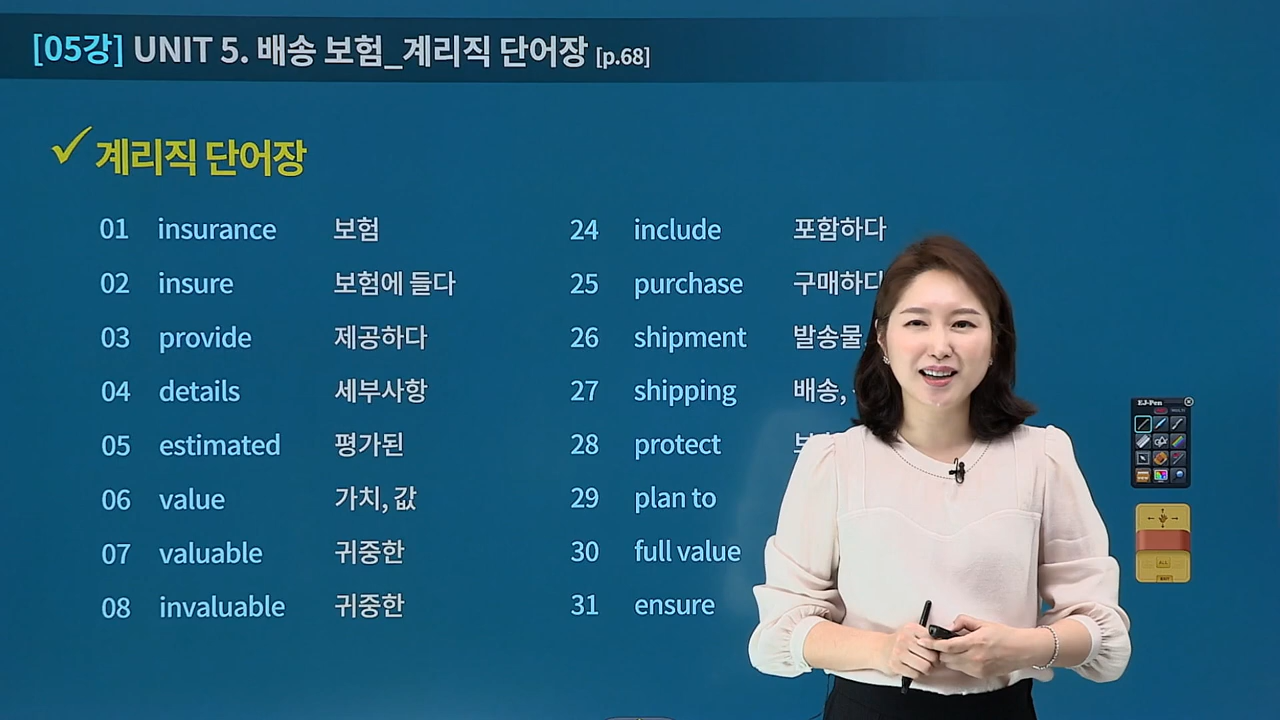 [05강] UNIT 5. 배송 보험_계리직 단어장 [p.68]
계리직 단어장
01 insurance 보험
02 insure 보험에 들다
03 provide 제공하다
04 details 세부사항
05 estimated 평가된
06 value 가치, 값
07 valuable 귀중한
08 invaluable 귀중한
24 include 포함하다
25 purchase 구매하다
26 shipment 발송물
27 shipping 배송,
28 protect
29 plan to
30 full value
31 ensure
EJ-Pen
ALL
EXIT